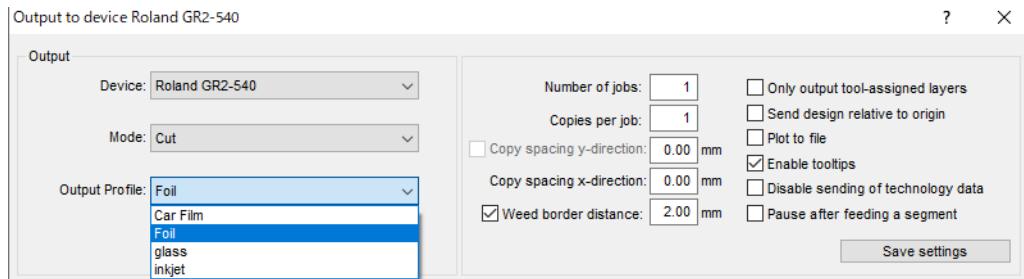 Output to device Roland GR2-540 ? ×
Output
Device: Roland GR2-540
Mode: Cut
Output Profile: Foil
Car Film
Foil
glass
inkjet
Number of jobs: 1
Copies per job: 1
Copy spacing y-direction: 0.00 mm
Copy spacing x-direction: 0.00 mm
Weed border distance: 2.00 mm
Only output tool-assigned layers
Send design relative to origin
Plot to file
Enable tooltips
Disable sending of technology data
Pause after feeding a segment
Save settings